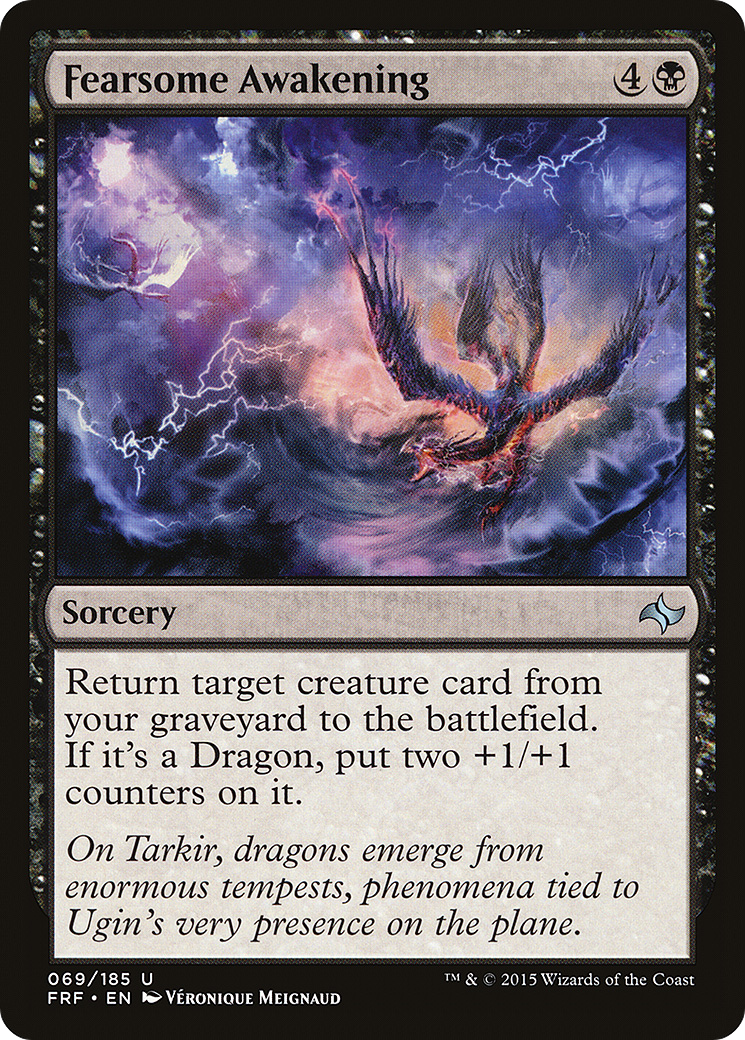 Fearsome Awakening 4
Sorcery
Return target creature card from
your graveyard to the battlefield.
If it's a Dragon, put two +1/+1
counters on it.
On Tarkir, dragons emerge from
enormous tempests, phenomena tied to
Ugin's very presence on the plane.
069/185 U
™ & © 2015 Wizards of the Coast
FRF • EN Véronique Meignaud